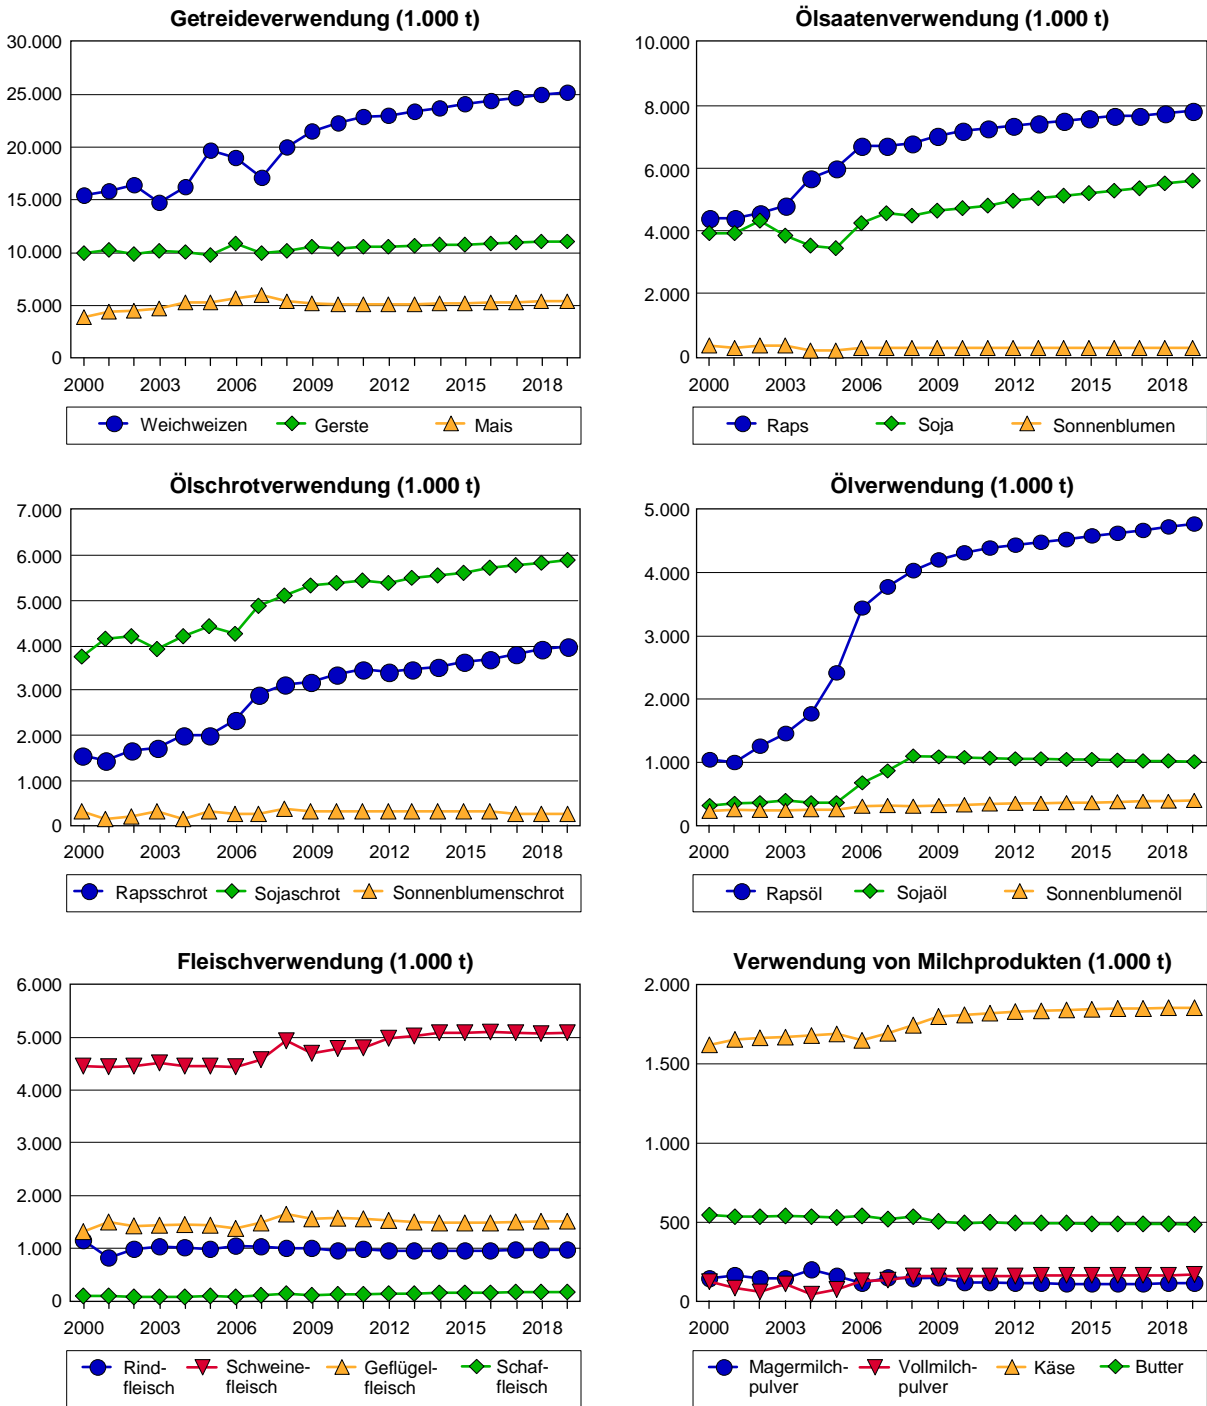 Getreideverwendung (1.000 t)
30.000
25.000
20.000
15.000
10.000
5.000
0
2000 2003 2006 2009 2012 2015 2018
Weichweizen Gerste Mais
Ölsaatenverwendung (1.000 t)
10.000
8.000
6.000
4.000
2.000
0
2000 2003 2006 2009 2012 2015 2018
Raps Soja Sonnenblumen
Ölschrotverwendung (1.000 t)
7.000
6.000
5.000
4.000
3.000
2.000
1.000
0
2000 2003 2006 2009 2012 2015 2018
Rapsschrot Sojaschrot Sonnenblumenschrot
Ölverwendung (1.000 t)
5.000
4.000
3.000
2.000
1.000
0
2000 2003 2006 2009 2012 2015 2018
Rapsöl Sojaöl Sonnenblumenöl
Fleischverwendung (1.000 t)
6.000
5.000
4.000
3.000
2.000
1.000
0
2000 2003 2006 2009 2012 2015 2018
Rind- Schweine- Geflügel- Schaf-
fleisch fleisch fleisch fleisch
Verwendung von Milchprodukten (1.000 t)
2.000
1.500
1.000
500
0
2000 2003 2006 2009 2012 2015 2018
Magermilch- Vollmilch- Käse Butter
pulver pulver